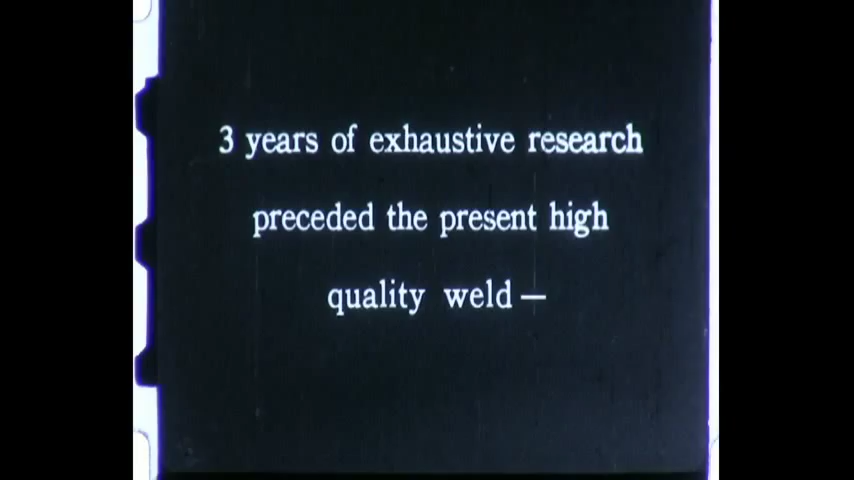 3 years of exhaustive research
preceded the present high
quality weld —